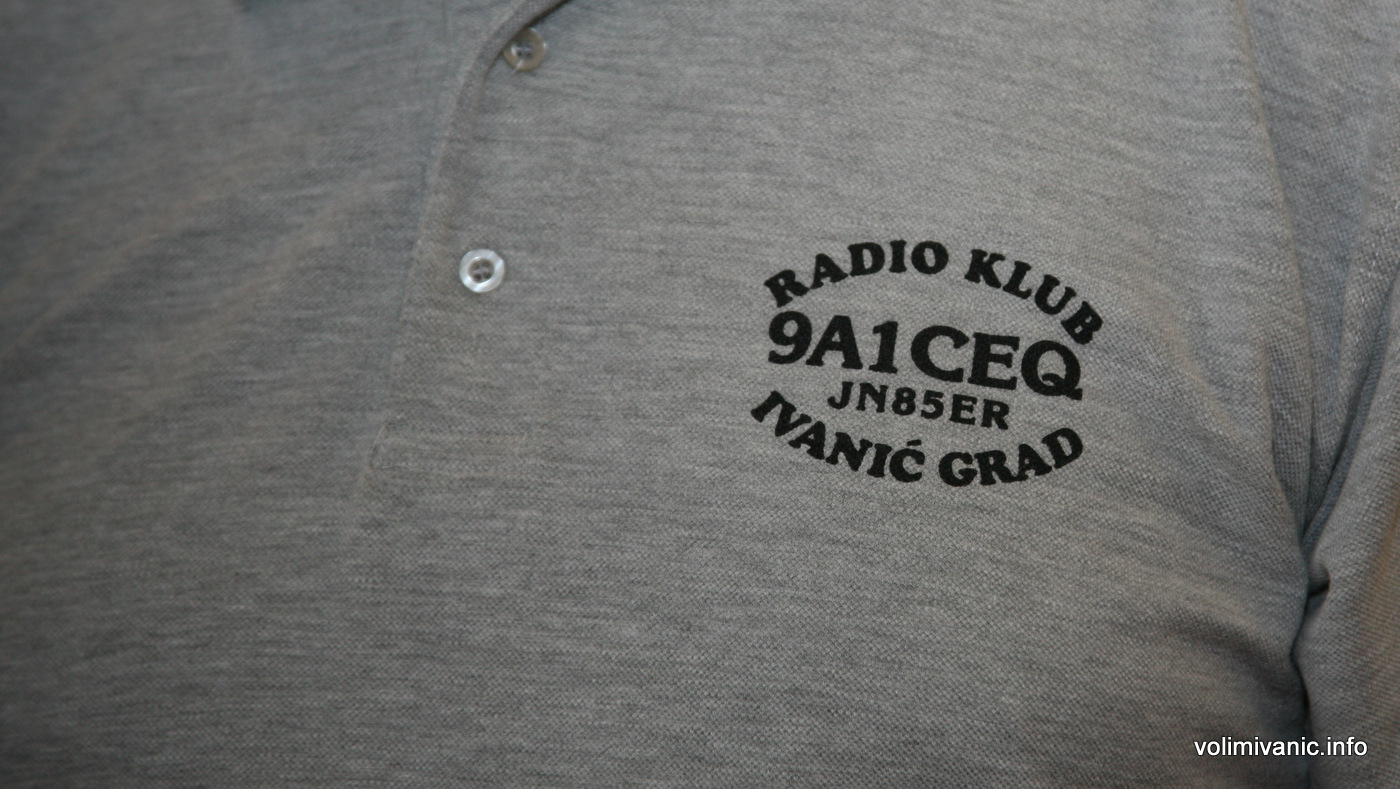 RADIO KLUB
9A1CEQ
JN85ER
IVANIĆ GRAD
volimivanic.info